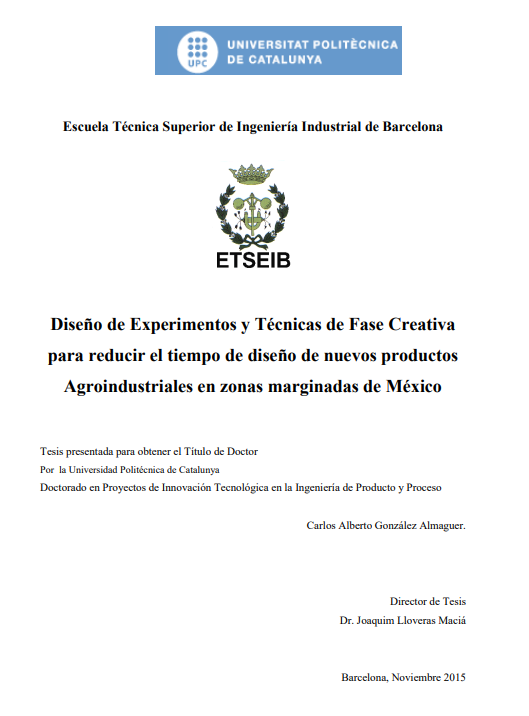 UNIVERSITAT POLITÈCNICA
DE CATALUNYA
UPC
Escuela Técnica Superior de Ingeniería Industrial de Barcelona
ETSEIB
Diseño de Experimentos y Técnicas de Fase Creativa
para reducir el tiempo de diseño de nuevos productos
Agroindustriales en zonas marginadas de México
Tesis presentada para obtener el Título de Doctor
Por la Universidad Politécnica de Catalunya
Doctorado en Proyectos de Innovación Tecnológica en la Ingeniería de Producto y Proceso
Carlos Alberto González Almaguer.
Director de Tesis
Dr. Joaquim Lloveras Maciá
Barcelona, Noviembre 2015